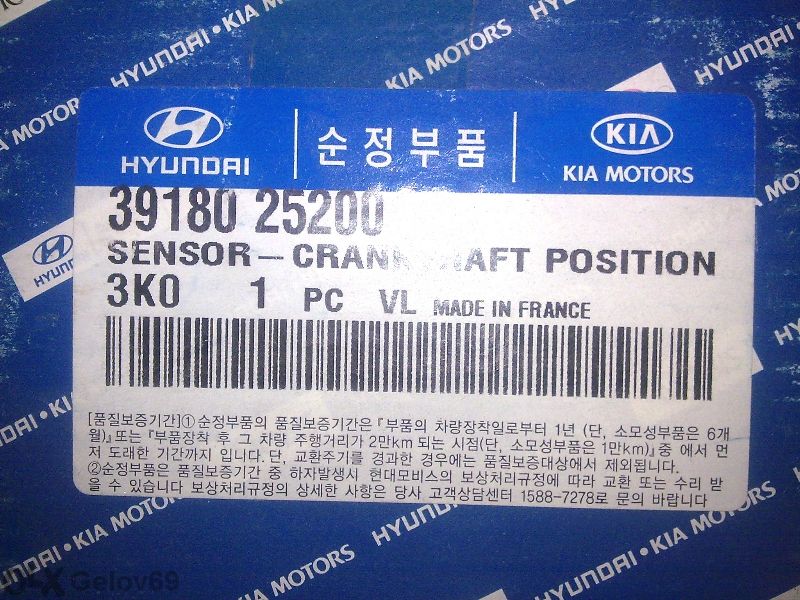 HYUNDAI • KIA MOTORS
HYUNDAI • KIA MOTORS
KIA MOTORS
HYUNDAI
HYUNDAI
순정부품
KIA
KIA MOTORS
39180 25200
SENSOR — CRANKSHAFT POSITION
3K0 1 PC VL MADE IN FRANCE
[품질보증기간]①순정부품의 품질보증기간은『부품의 차량장착일로부터 1년 (단, 소모성부품은 6개
월)』또는『부품장착 후 그 차량 주행거리가 2만km 되는 시점(단, 소모성부품은 1만km)』중 에서 먼
저 도래한 기간까지 입니다. 단, 교환주기를 경과한 경우에는 품질보증대상에서 제외됩니다.
②순정부품은 품질보증기간 중 하자발생시 현대모비스의 보상처리규정에 따라 교환 또는 수리 받
을 수 있습니다 보상처리규정의 상세한 사항은 당사 고객상담센터 1588-7278로 문의 바랍니다
HYUNDAI • KIA MOTORS
HYUNDAI • KIA MOTORS
Gelov69